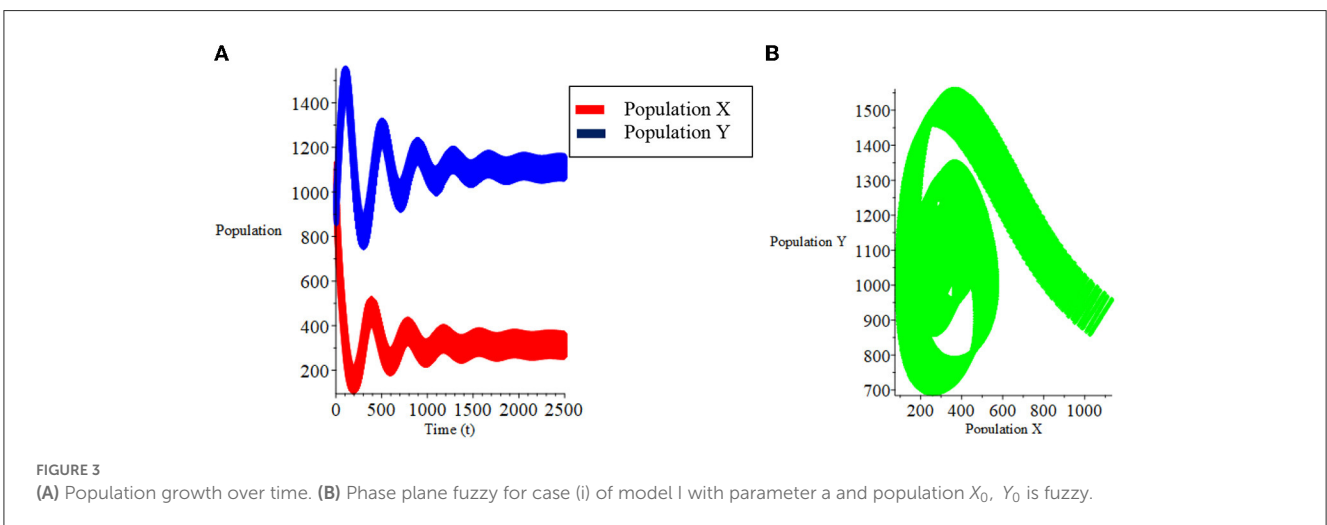 A
B
1400
1200
1000
800
600
400
200
Population
0 500 1000 1500 2000 2500
Time (t)
Population X
Population Y
1500
1400
1300
1200
1100
1000
900
800
700
Population Y
200 400 600 800 1000
Population X
FIGURE 3
(A) Population growth over time. (B) Phase plane fuzzy for case (i) of model I with parameter a and population X₀, Y₀ is fuzzy.